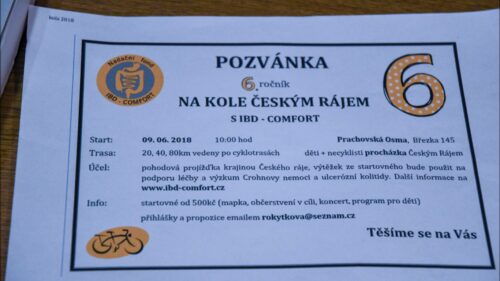 kola 2018
Nadační fond
IBD - COMFORT
POZVÁNKA
6. ročník
6
NA KOLE ČESKÝM RÁJEM
S IBD - COMFORT
Start: 09. 06. 2018 10:00 hod Prachovská Osma, Březka 145
Trasa: 20, 40, 80km vedeny po cyklotrasách děti + necyklisti procházka Českým Rájem
Účel: pohodová projížďka krajinou Českého ráje, výtěžek ze startovného bude použit na
podporu léčby a výzkum Crohnovy nemoci a ulcerózní kolitidy. Další informace na
www.ibd-comfort.cz
Info: startovné od 500kč (mapka, občerstvení v cíli, koncert, program pro děti)
přihlášky a propozice emailem rokytkova@seznam.cz
Těšíme se na Vás